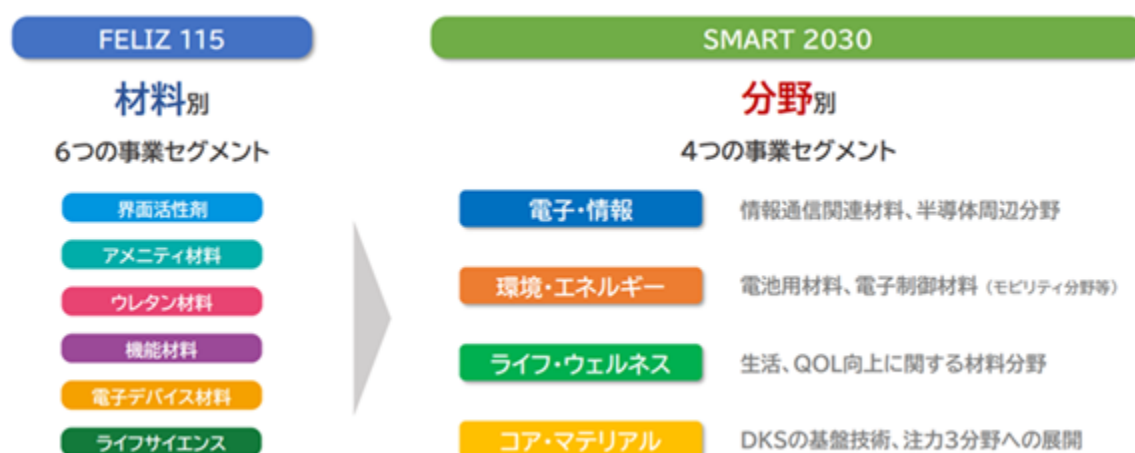 FELIZ 115
材料別
6つの事業セグメント
界面活性剤
アメニティ材料
ウレタン材料
機能材料
電子デバイス材料
ライフサイエンス
SMART 2030
分野別
4つの事業セグメント
電子・情報 情報通信関連材料、半導体周辺分野
環境・エネルギー 電池用材料、電子制御材料（モビリティ分野等）
ライフ・ウェルネス 生活、QOL向上に関する材料分野
コア・マテリアル DKSの基盤技術、注力3分野への展開